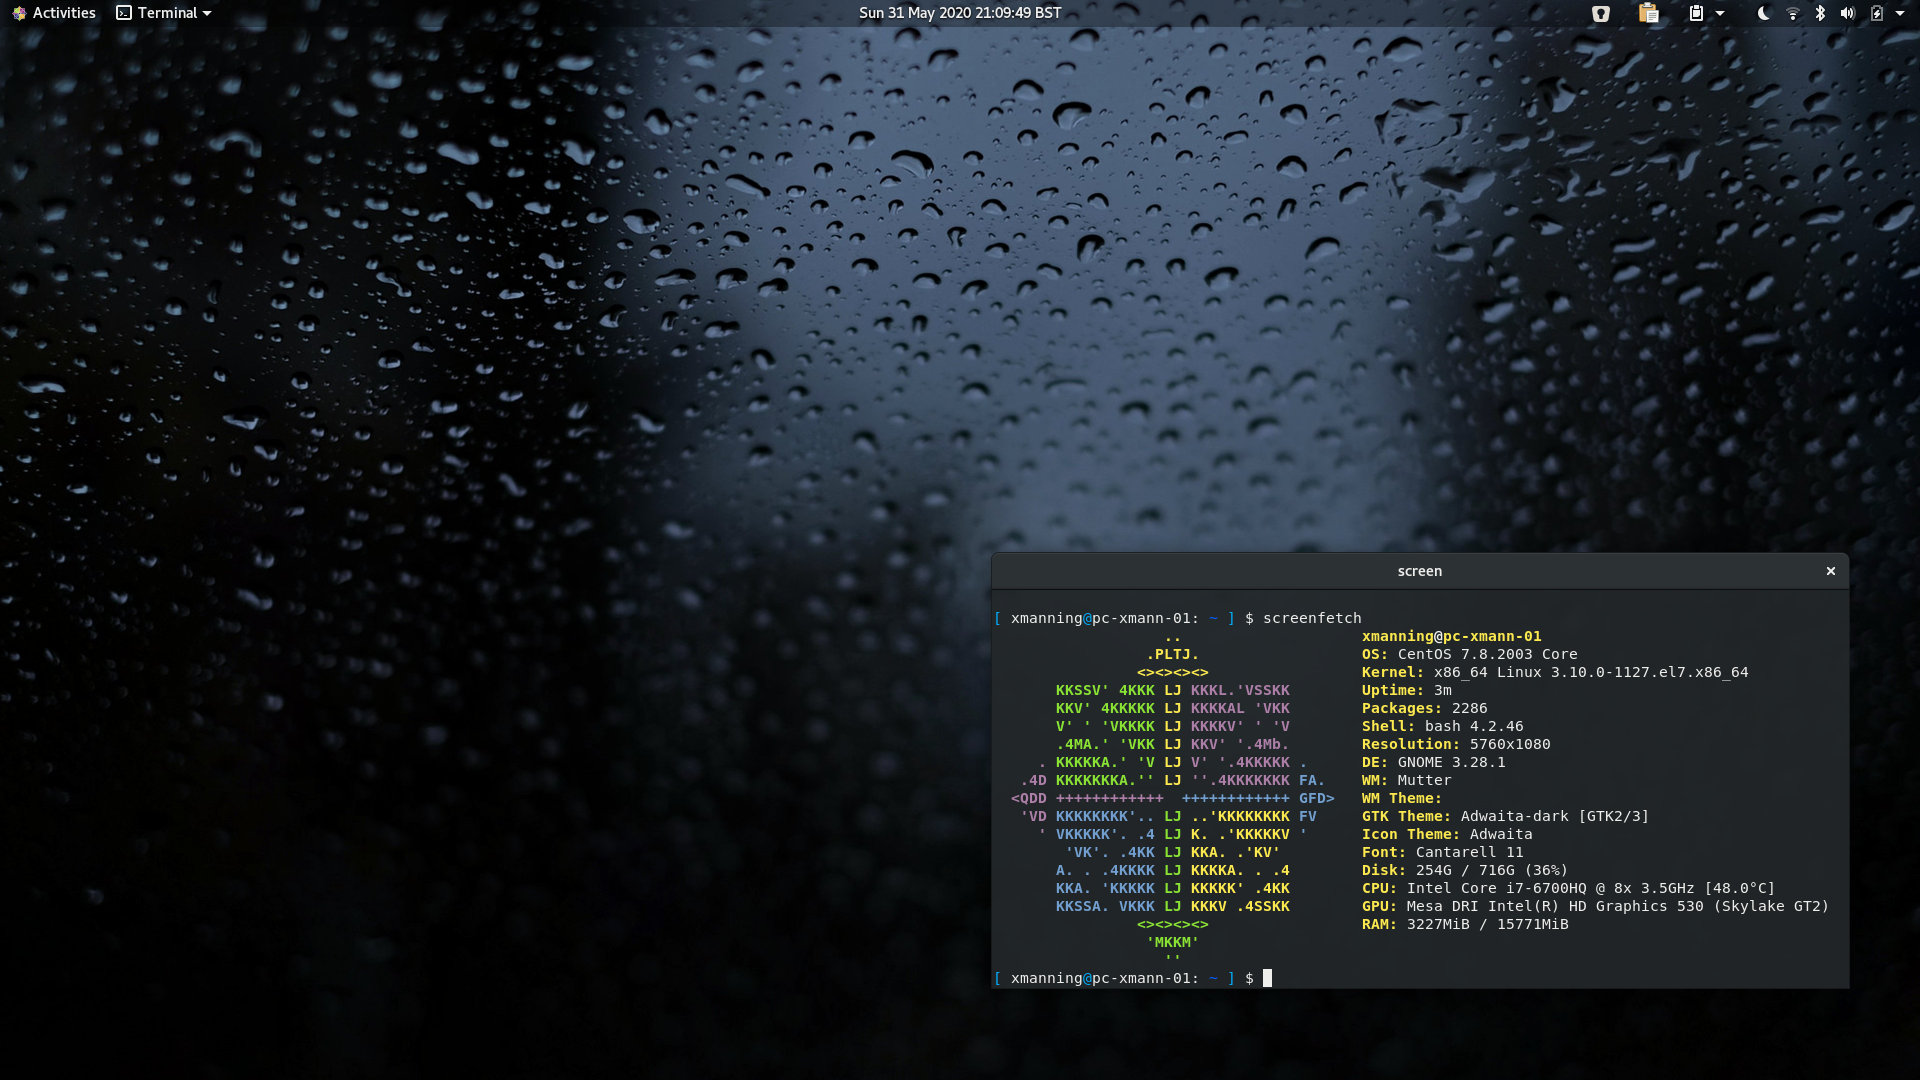 Activities Terminal Sun 31 May 2020 21:09:49 BST
screen ×
[ xmanning@pc-xmann-01: ~ ] $ screenfetch
.. xmanning@pc-xmann-01
.PLTJ. OS: CentOS 7.8.2003 Core
<><><><> Kernel: x86_64 Linux 3.10.0-1127.el7.x86_64
KKSSV' 4KKK LJ KKKL.'VSSKK Uptime: 3m
KKV' 4KKKKK LJ KKKKAL 'VKK Packages: 2286
V' ' 'VKKKK LJ KKKKV' ' 'V Shell: bash 4.2.46
.4MA.' 'VKK LJ KKV' '.4Mb. Resolution: 5760x1080
. KKKKKA.' 'V LJ V' '.4KKKKK . DE: GNOME 3.28.1
.4D KKKKKKKA.'' LJ ''.4KKKKKKK FA. WM: Mutter
<QDD ++++++++++++ ++++++++++++ GFD> WM Theme:
'VD KKKKKKKK'.. LJ ..'KKKKKKKK FV GTK Theme: Adwaita-dark [GTK2/3]
' VKKKKK'. .4 LJ K. .'KKKKKV ' Icon Theme: Adwaita
'VK'. .4KK LJ KKA. .'KV' Font: Cantarell 11
A. . .4KKKK LJ KKKKA. . .4 Disk: 254G / 716G (36%)
KKA. 'KKKKK LJ KKKKK' .4KK CPU: Intel Core i7-6700HQ @ 8x 3.5GHz [48.0°C]
KKSSA. VKKK LJ KKKV .4SSKK GPU: Mesa DRI Intel(R) HD Graphics 530 (Skylake GT2)
<><><><> RAM: 3227MiB / 15771MiB
'MKKM'
''
[ xmanning@pc-xmann-01: ~ ] $